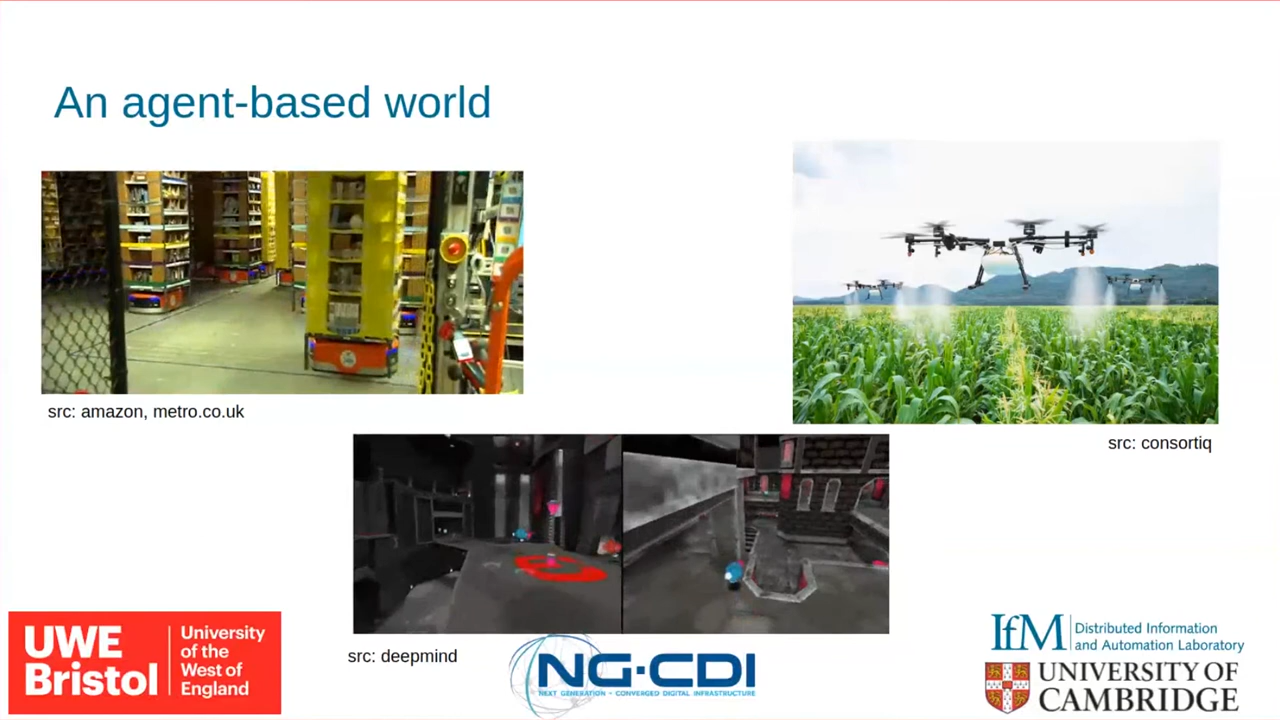 An agent-based world
src: amazon, metro.co.uk
src: consortiq
src: deepmind
UWE
Bristol
University
of the
West of
England
NG-CDI
NEXT GENERATION - CONVERGED DIGITAL INFRASTRUCTURE
IfM
Distributed Information
and Automation Laboratory
UNIVERSITY OF
CAMBRIDGE